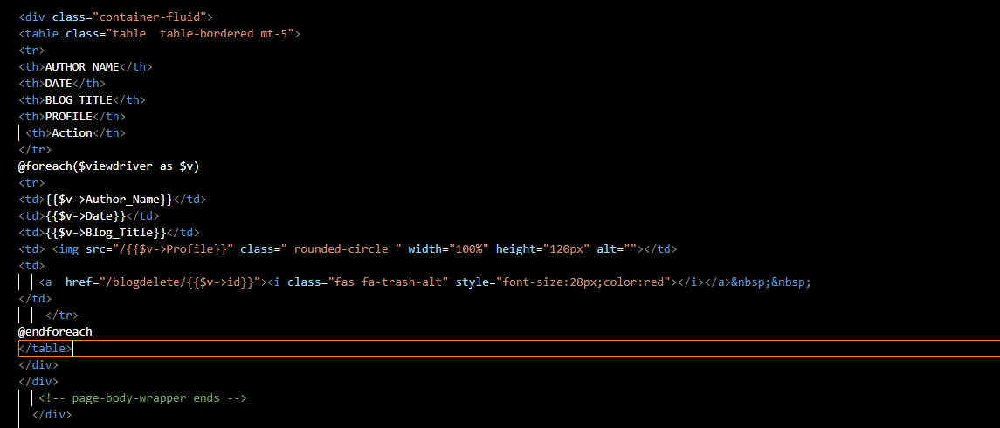 <div class="container-fluid">
<table class="table  table-bordered mt-5">
<tr>
<th>AUTHOR NAME</th>
<th>DATE</th>
<th>BLOG TITLE</th>
<th>PROFILE</th>
<th>Action</th>
</tr>
@foreach($viewdriver as $v)
<tr>
<td>{{$v->Author_Name}}</td>
<td>{{$v->Date}}</td>
<td>{{$v->Blog_Title}}</td>
<td> <img src="/{{$v->Profile}}" class=" rounded-circle " width="100%" height="120px" alt=""></td>
<td>
<a  href="/blogdelete/{{$v->id}}"><i class="fas fa-trash-alt" style="font-size:28px;color:red"></i></a>&nbsp;&nbsp;
</td>
</tr>
@endforeach
</table>
</div>
</div>
<!-- page-body-wrapper ends -->
</div>